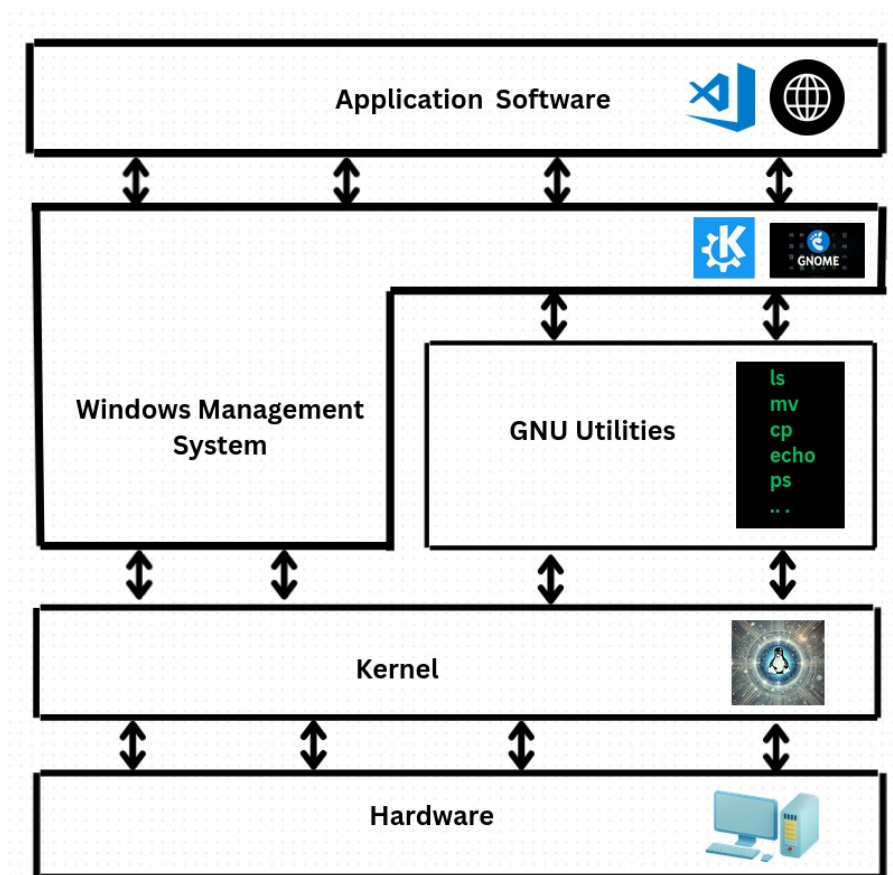 Application Software
GNOME
Windows Management
System
GNU Utilities
ls
mv
cp
echo
ps
...
Kernel
Hardware